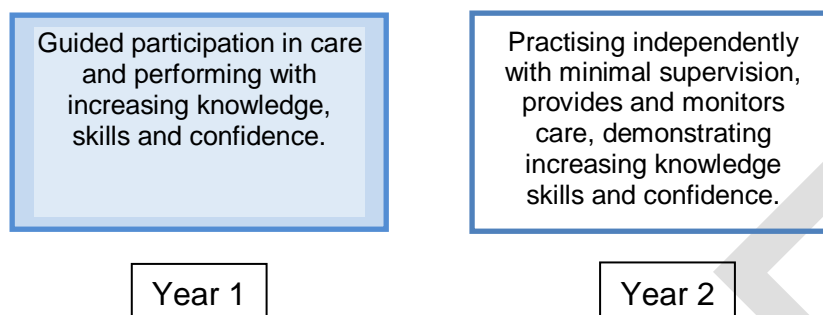 Guided participation in care
and performing with
increasing knowledge,
skills and confidence.
Year 1
Practising independently
with minimal supervision,
provides and monitors
care, demonstrating
increasing knowledge
skills and confidence.
Year 2